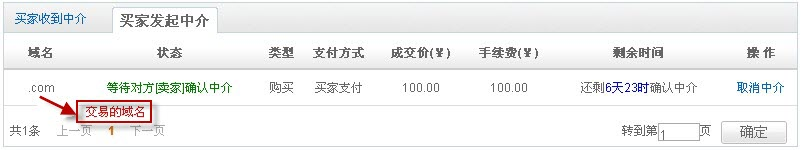 买家收到中介 买家发起中介
域名 状态 类型 支付方式 成交价(¥) 手续费(¥) 剩余时间 操 作
.com 等待对方[卖家]确认中介 购买 买家支付 100.00 100.00 还剩6天23时确认中介 取消中介
交易的域名
共1条 上一页 1 下一页 转到第 1 页 确定